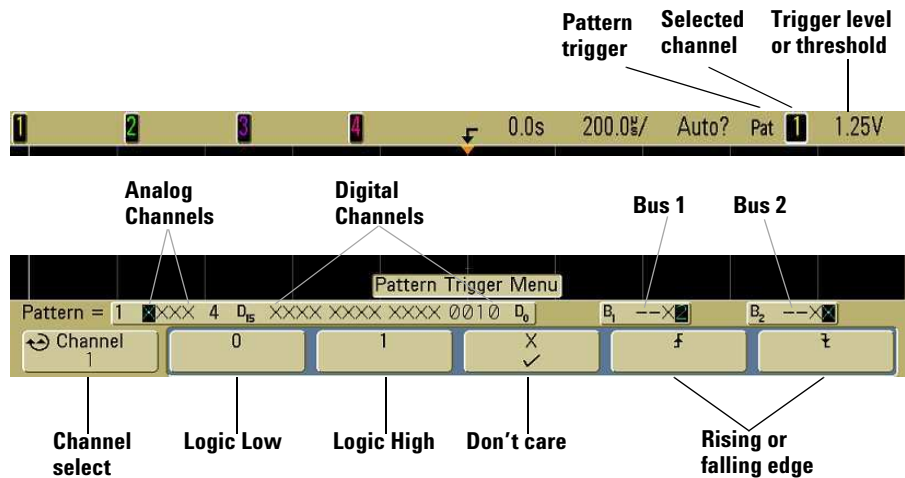 Pattern trigger
Selected channel
Trigger level or threshold
1 2 3 4 0.0s 200.0㎲/ Auto? Pat 1 1.25V
Analog Channels
Digital Channels
Bus 1
Bus 2
Pattern Trigger Menu
Pattern = 1 XXXX 4 D15 XXXX XXXX XXXX 0010 D0 B1 --X2 B2 --XX
Channel 0 1 X
1
Channel select
Logic Low
Logic High
Don't care
Rising or falling edge